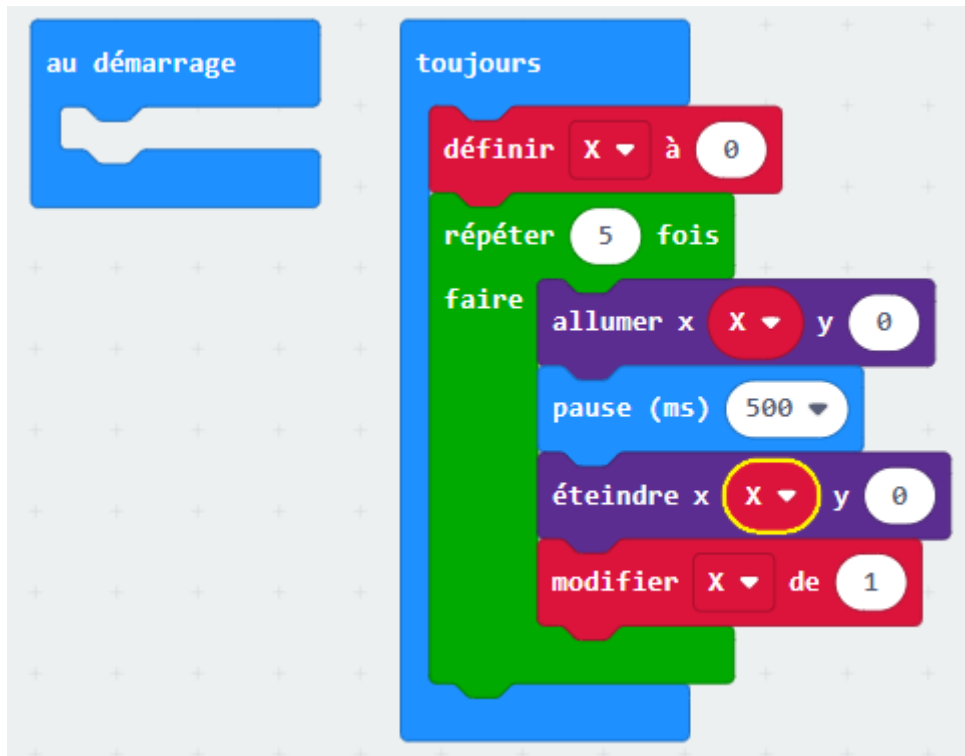 au démarrage
toujours
définir X à 0
répéter 5 fois
faire
allumer x X y 0
pause (ms) 500
éteindre x X y 0
modifier X de 1